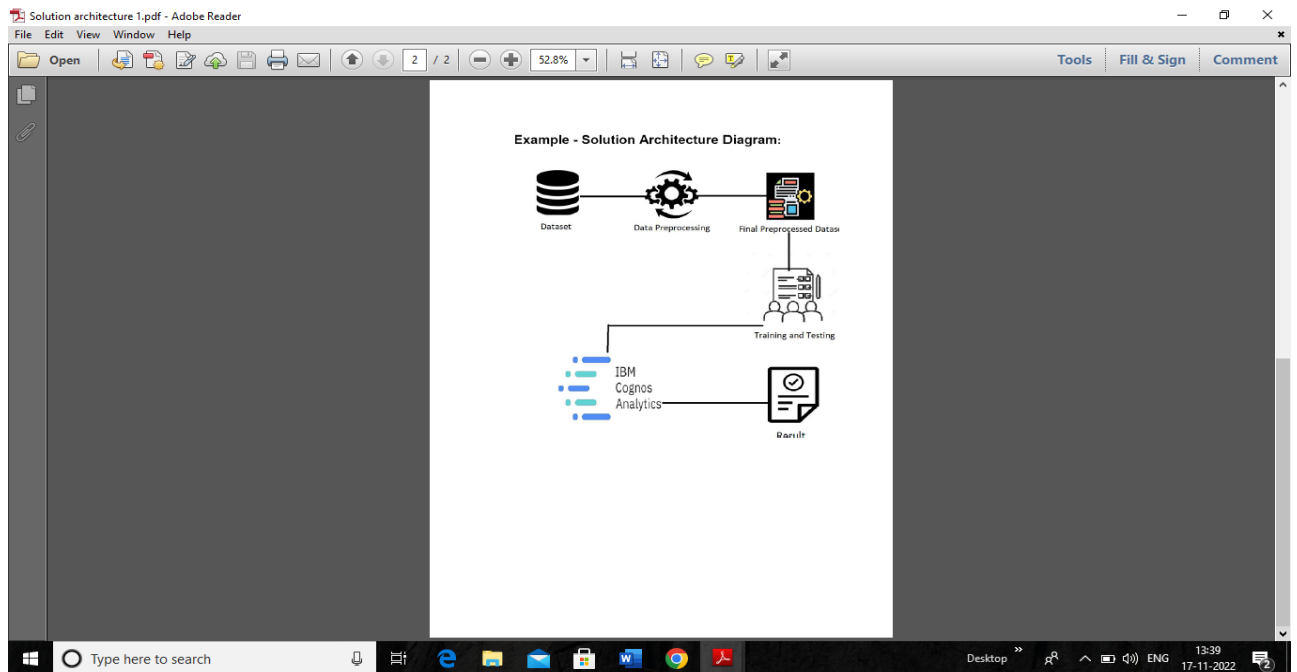 Solution architecture 1.pdf - Adobe Reader
File Edit View Window Help
Open 2 / 2 52.8% Tools Fill & Sign Comment
Example - Solution Architecture Diagram:
Dataset Data Preprocessing Final Preprocessed Datas
Training and Testing
IBM
Cognos
Analytics
Result
Type here to search Desktop ENG 13:39
17-11-2022